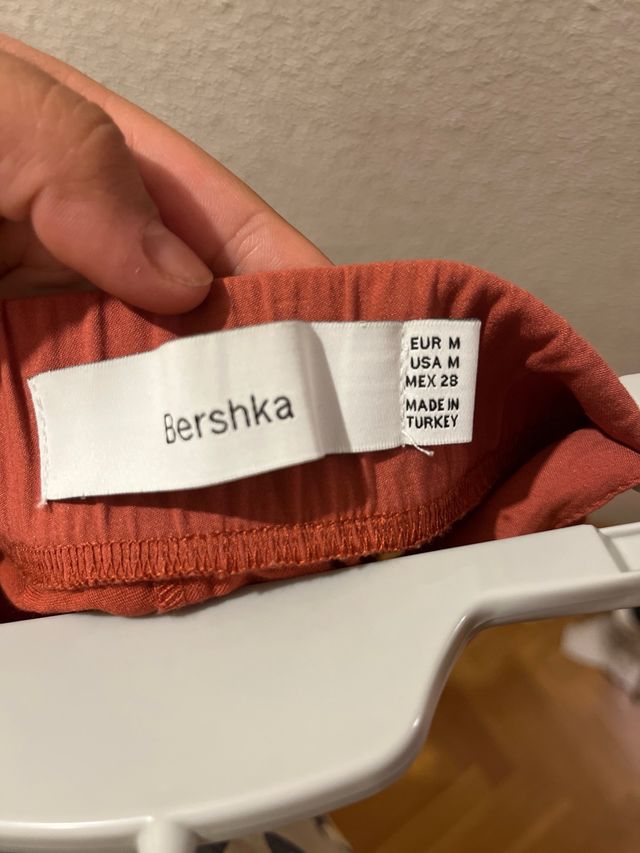 Bershka
EUR M
USA M
MEX 28
MADE IN
TURKEY